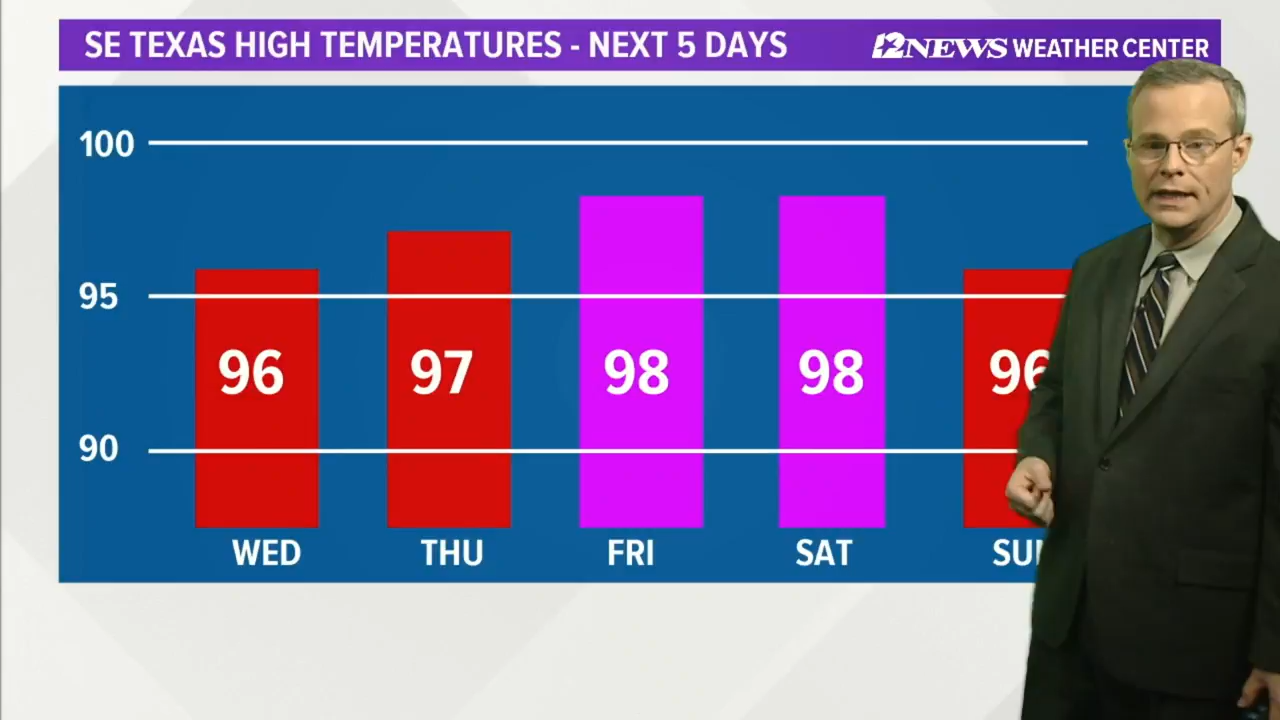 SE TEXAS HIGH TEMPERATURES - NEXT 5 DAYS
12NEWS WEATHER CENTER
100
95
90
96 97 98 98 96
WED THU FRI SAT